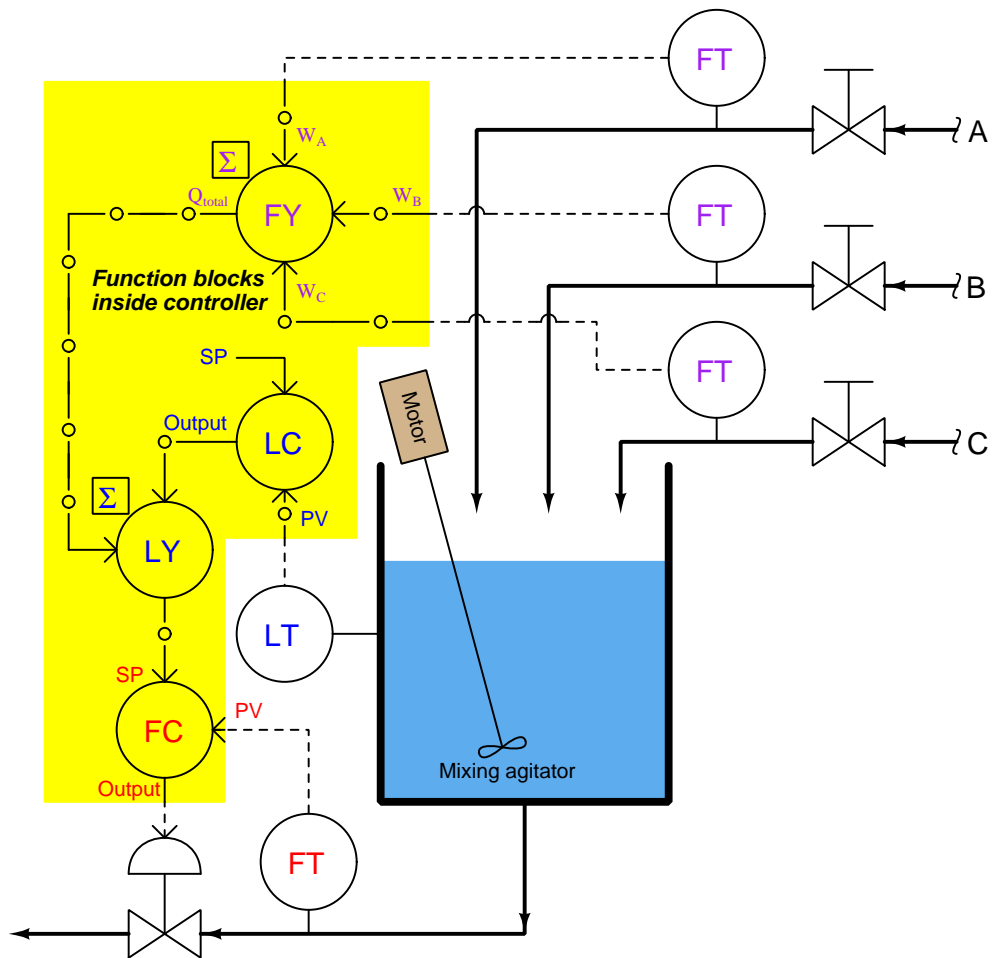 FT
A
W_A
Σ
Q_total
FY
W_B
FT
B
Function blocks
inside controller
W_C
SP
FT
Motor
Output
LC
C
Σ
PV
LY
LT
SP
PV
FC
Mixing agitator
Output
FT